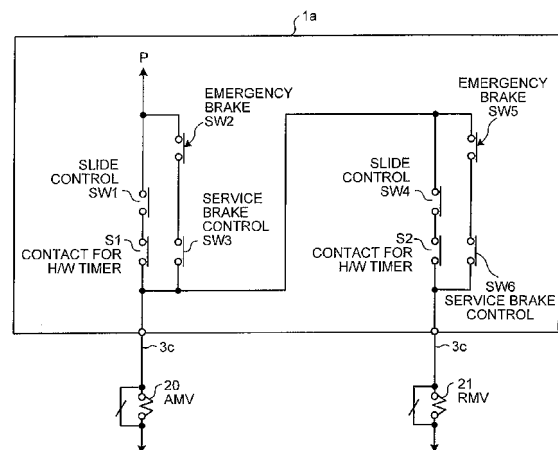 1a
P
EMERGENCY
BRAKE
SW2
SLIDE
CONTROL
SW1
SERVICE
BRAKE
CONTROL
SW3
S1
CONTACT FOR
H/W TIMER
EMERGENCY
BRAKE
SW5
SLIDE
CONTROL
SW4
S2
CONTACT FOR
H/W TIMER
SW6
SERVICE BRAKE
CONTROL
3c
3c
20
AMV
21
RMV